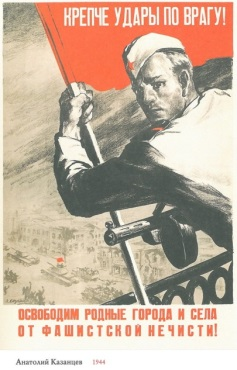 КРЕПЧЕ УДАРЫ ПО ВРАГУ!
ОСВОБОДИМ РОДНЫЕ ГОРОДА И СЕЛА
ОТ ФАШИСТСКОЙ НЕЧИСТИ!
Анатолий Казанцев 1944